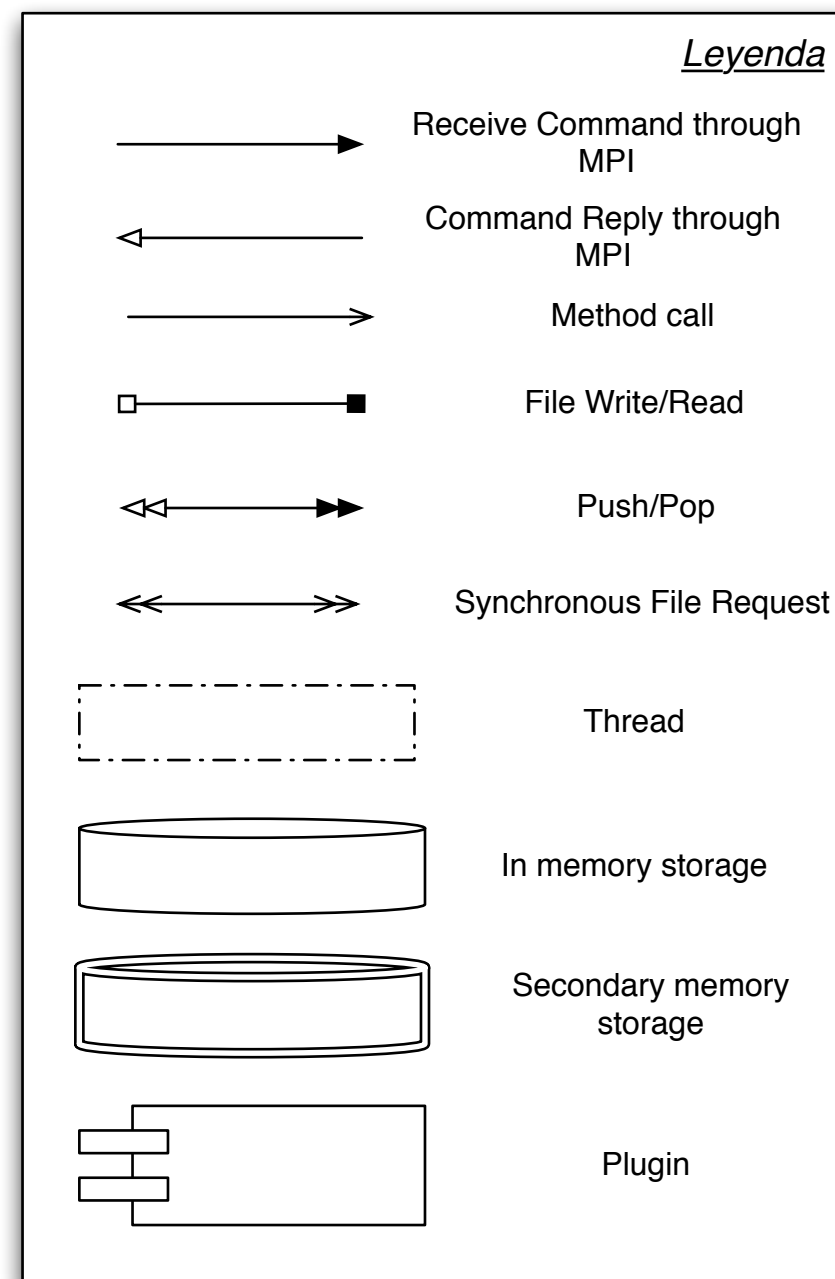 Leyenda
Receive Command through
MPI
Command Reply through
MPI
Method call
File Write/Read
Push/Pop
Synchronous File Request
Thread
In memory storage
Secondary memory
storage
Plugin